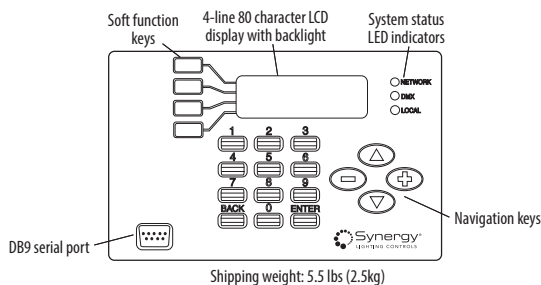 Soft function
keys
4-line 80 character LCD
display with backlight
System status
LED indicators
NETWORK
DMX
LOCAL
1 2 3
4 5 6
7 8 9
BACK 0 ENTER
Navigation keys
DB9 serial port
Synergy®
LIGHTING CONTROLS
Shipping weight: 5.5 lbs (2.5kg)